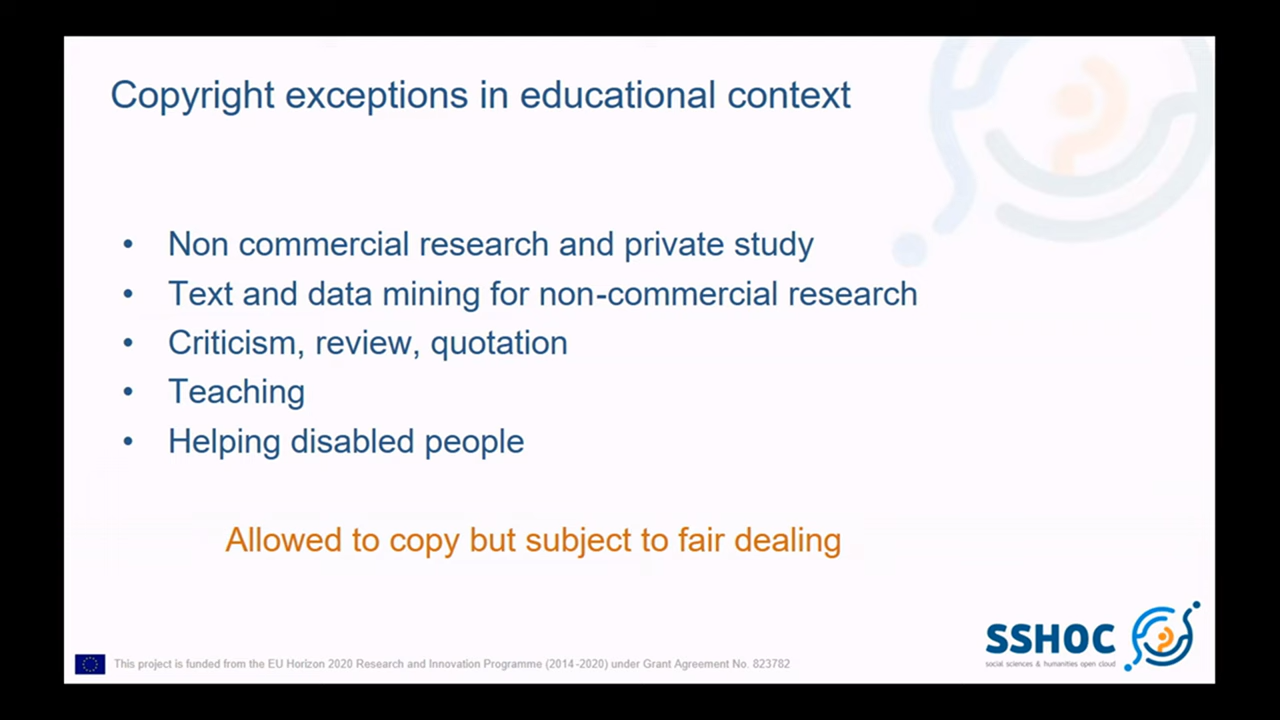 Copyright exceptions in educational context
• Non commercial research and private study
• Text and data mining for non-commercial research
• Criticism, review, quotation
• Teaching
• Helping disabled people
Allowed to copy but subject to fair dealing
SSHOC
social sciences & humanities open cloud
This project is funded from the EU Horizon 2020 Research and Innovation Programme (2014-2020) under Grant Agreement No. 823782